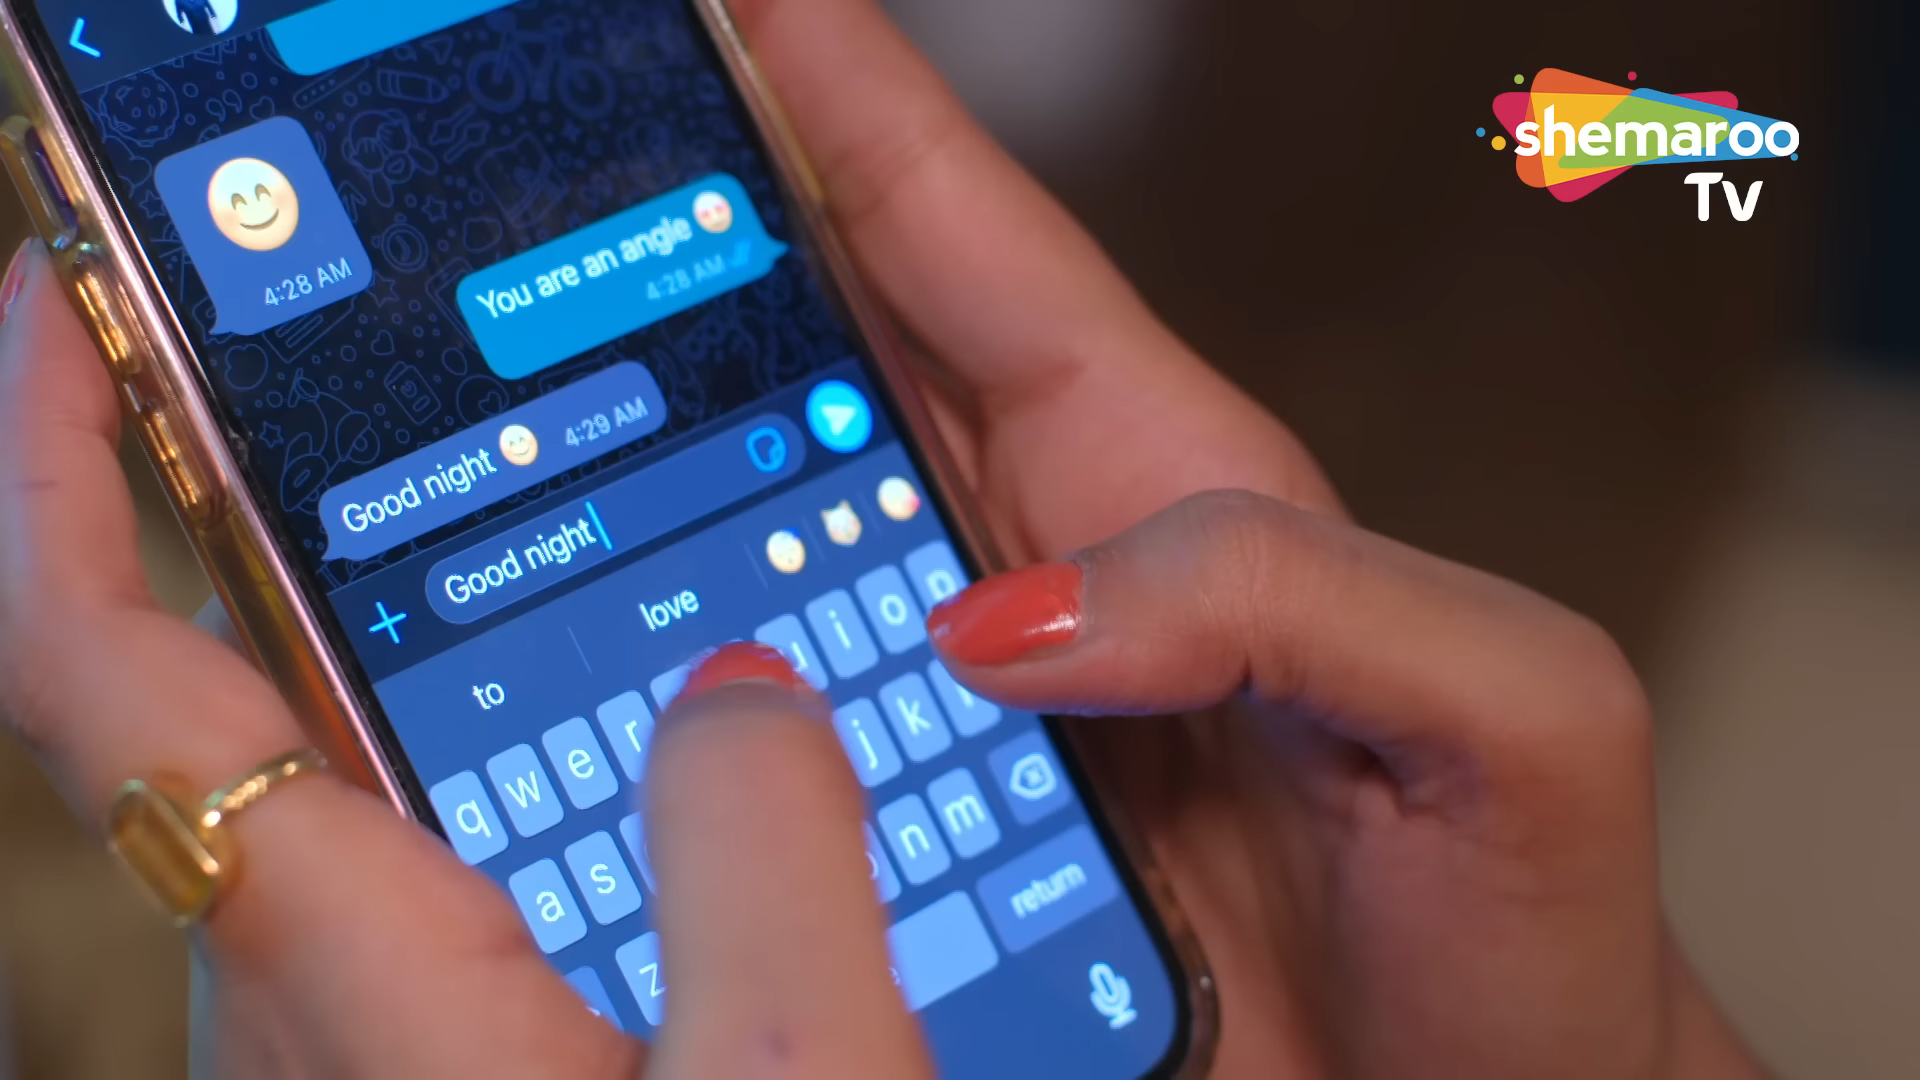 shemaroo
Tv
4:28 AM
You are an angle
4:28 AM
Good night 4:29 AM
Good night
to love
q w e r u i o p
a s j k
z n m
return